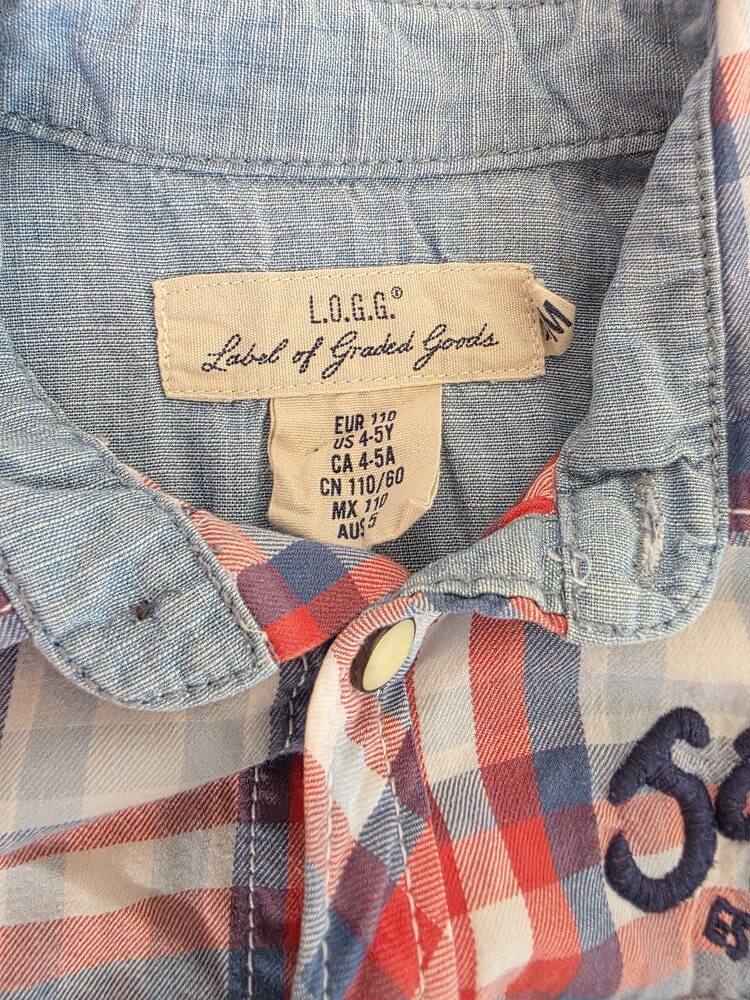 L.O.G.G.®
Label of Graded Goods
EUR 110
US 4-5Y
CA 4-5A
CN 110/60
MX 110
AUS 5